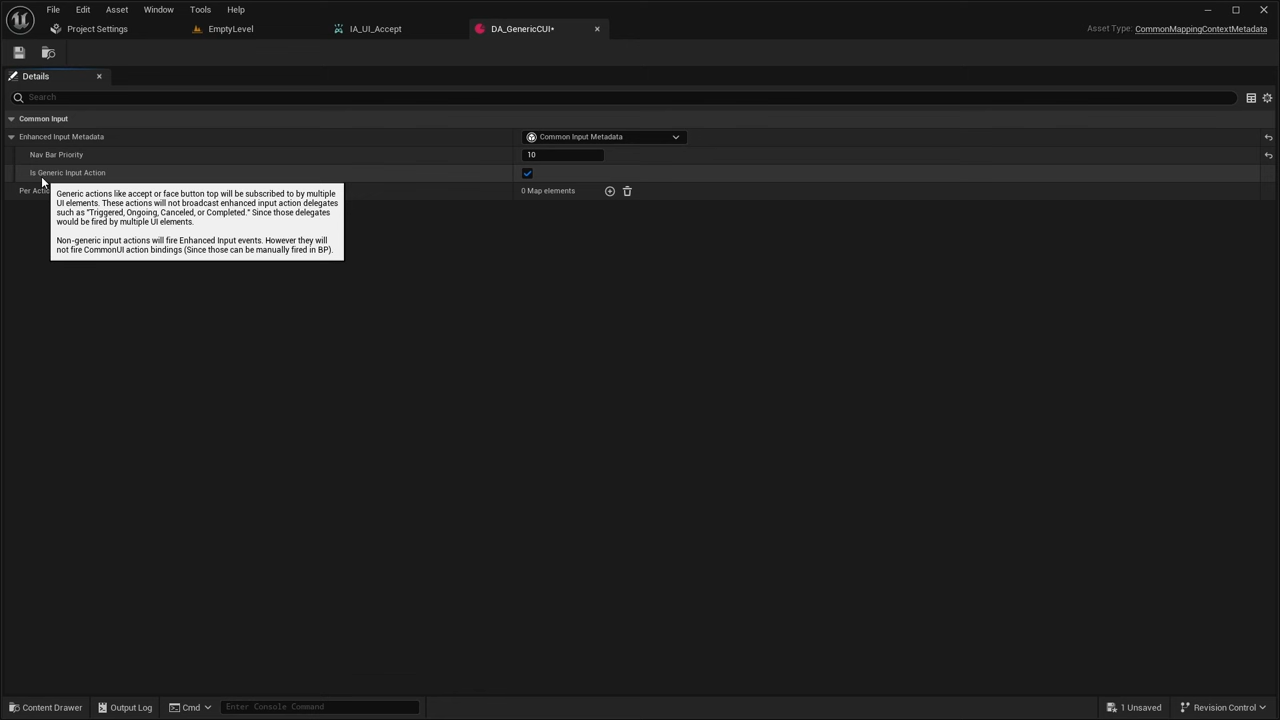 File Edit Asset Window Tools Help
Project Settings EmptyLevel IA_UI_Accept DA_GenericCUI* Asset Type: CommonMappingContextMetadata
Details
Search
Common Input
Enhanced Input Metadata Common Input Metadata
Nav Bar Priority 10
Is Generic Input Action
Per Actio 0 Map elements
Generic actions like accept or face button top will be subscribed to by multiple
UI elements. These actions will not broadcast enhanced input action delegates
such as "Triggered, Ongoing, Canceled, or Completed." Since those delegates
would be fired by multiple UI elements.
Non-generic input actions will fire Enhanced Input events. However they will
not fire CommonUI action bindings (Since those can be manually fired in BP).
Content Drawer Output Log Cmd Enter Console Command 1 Unsaved Revision Control